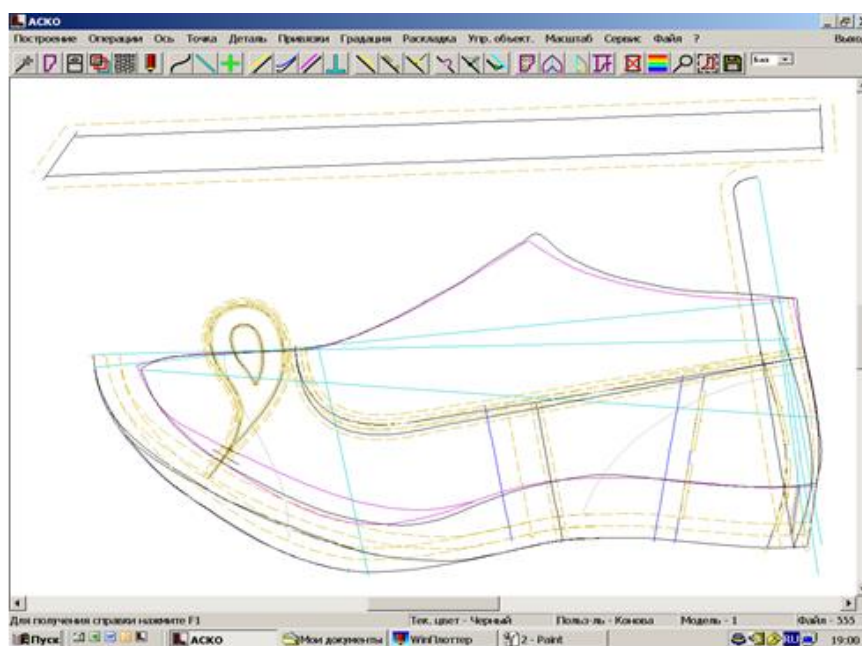 АСКО
Построение Операции Ось Точка Деталь Привязки Градация Раскладка Упр. объект. Масштаб Сервис Файл ? Выхо
Для получения справки нажмите F1 Тек. цвет - Черный Польз-ль - Конова Модель - 1 Файл - 555
Пуск АСКО Мои документы WinПлоттер 2 - Paint RU 19:00